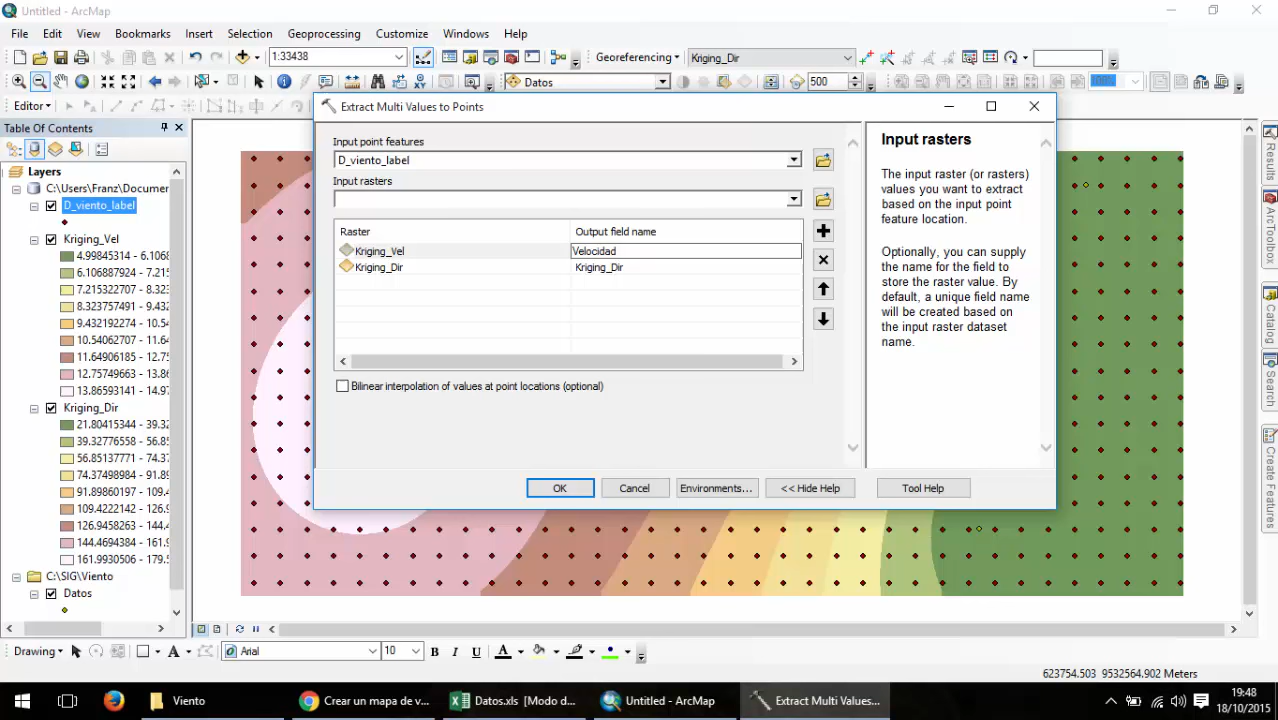 Untitled - ArcMap
File Edit View Bookmarks Insert Selection Geoprocessing Customize Windows Help
1:33438
Georeferencing
Kriging_Dir
Datos
500
100%
Editor
Extract Multi Values to Points
Table Of Contents
Layers
C:\Users\Franz\Documen
D_viento_label
Kriging_Vel
4.99845314 - 6.1068
6.106887924 - 7.215
7.215322707 - 8.323
8.323757491 - 9.432
9.432192274 - 10.54
10.54062707 - 11.64
11.64906185 - 12.75
12.75749663 - 13.86
13.86593141 - 14.97
Kriging_Dir
21.80415344 - 39.32
39.32776558 - 56.85
56.85137771 - 74.37
74.37498984 - 91.89
91.89860197 - 109.4
109.4222142 - 126.9
126.9458263 - 144.4
144.4694384 - 161.9
161.9930506 - 179.5
C:\SIG\Viento
Datos
Input point features
D_viento_label
Input rasters
Raster Output field name
Kriging_Vel Velocidad
Kriging_Dir Kriging_Dir
Bilinear interpolation of values at point locations (optional)
OK Cancel Environments... << Hide Help Tool Help
Input rasters
The input raster (or rasters)
values you want to extract
based on the input point
feature location.
Optionally, you can supply
the name for the field to
store the raster value. By
default, a unique field name
will be created based on
the input raster dataset
name.
Results
ArcToolbox
Catalog
Search
Create Features
Drawing
Arial
10
B I U A
623754.503 9532564.902 Meters
Viento
Crear un mapa de v...
Datos.xls [Modo d...
Untitled - ArcMap
Extract Multi Values...
19:48
18/10/2015